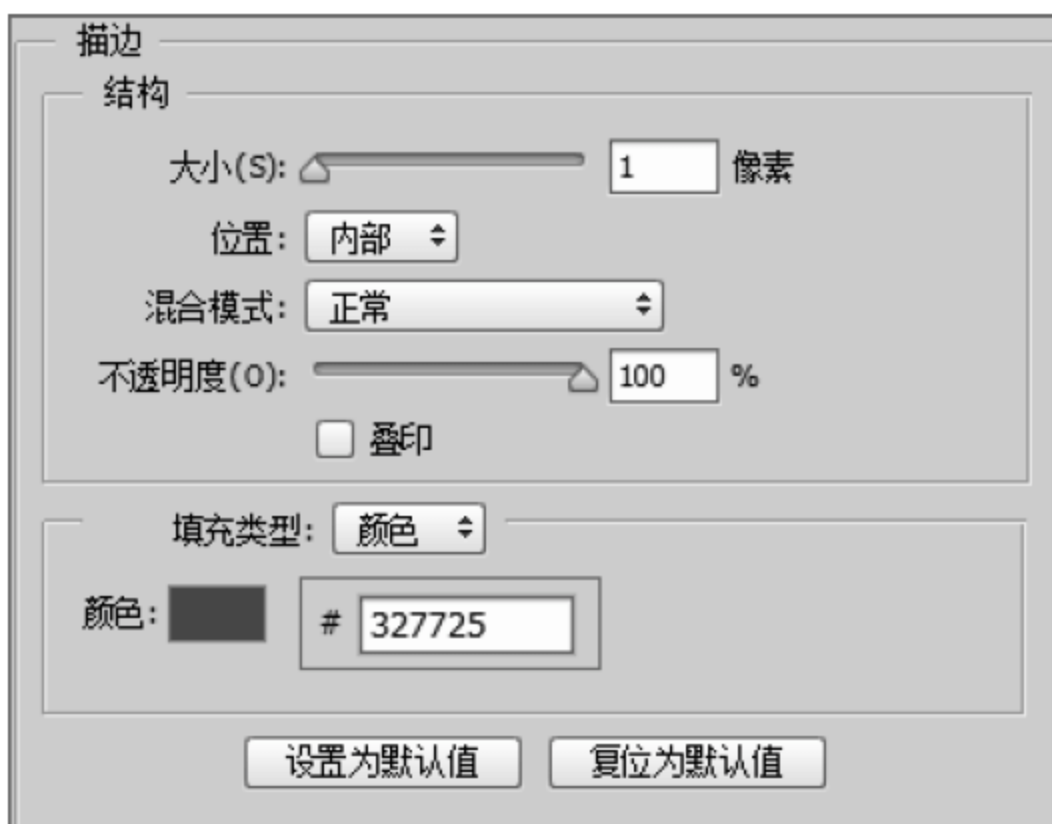 描边
结构
大小(S): 1 像素
位置: 内部
混合模式: 正常
不透明度(O): 100 %
叠印
填充类型: 颜色
颜色: # 327725
设置为默认值 复位为默认值